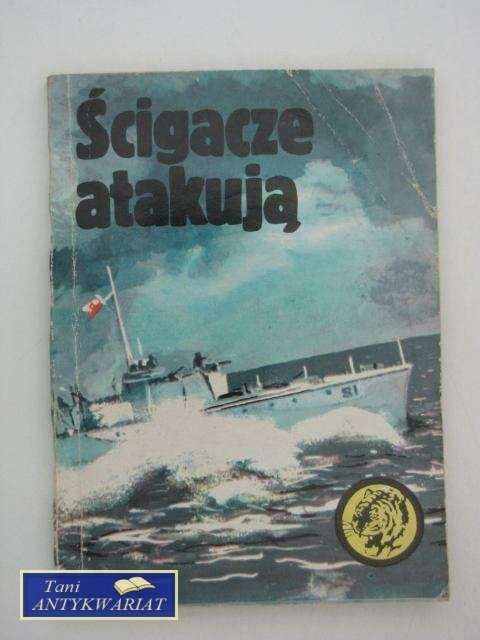 Ścigacze
atakują
S1
Tani
ANTYKWARIAT